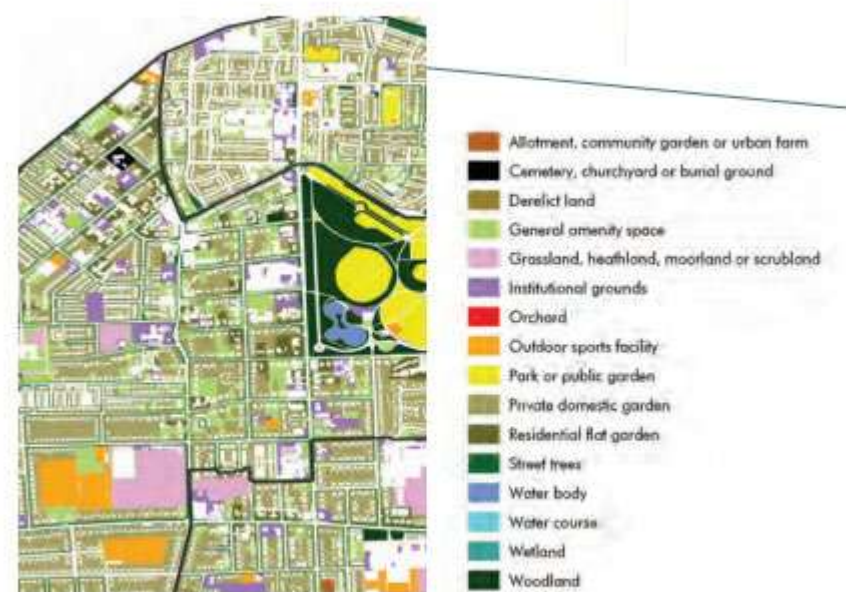 Allotment, community garden or urban farm
Cemetery, churchyard or burial ground
Derelict land
General amenity space
Grassland, heathland, moorland or scrubland
Institutional grounds
Orchard
Outdoor sports facility
Park or public garden
Private domestic garden
Residential flat garden
Street trees
Water body
Water course
Wetland
Woodland